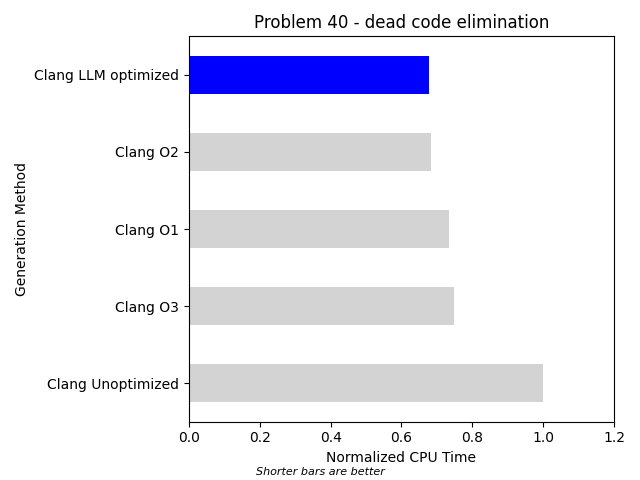 Problem 40 - dead code elimination
Clang LLM optimized
Clang O2
Clang O1
Clang O3
Clang Unoptimized
Generation Method
0.0 0.2 0.4 0.6 0.8 1.0 1.2
Normalized CPU Time
Shorter bars are better